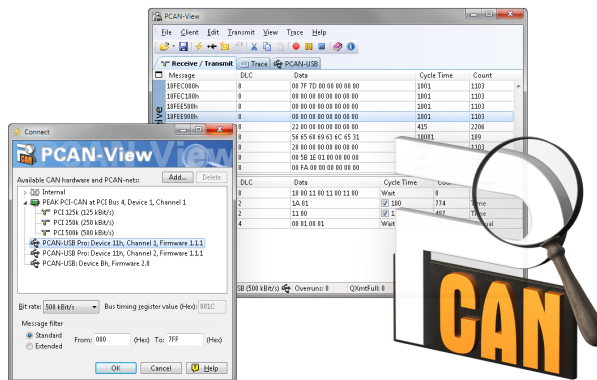 PCAN-View
File Client Edit Transmit View Trace Help
Receive / Transmit Trace PCAN-USB
Message DLC Data Cycle Time Count
18FEC000h 8 00 7F 7D 00 00 00 00 00 1001 1103
18FEC100h 8 00 00 00 00 00 00 00 00 1001 1103
18FEE500h 8 00 00 00 00 00 00 00 00 1001 1103
18FEE900h 8 00 00 00 00 00 00 00 00 1001 1103
8 22 00 00 00 00 00 00 00 415 2206
8 56 65 60 69 63 6C 65 31 10001 109
8 20 00 00 00 00 00 00 00
8 00 5B 1E 01 00 00 00 00
8 00 FA 00 00 00 00 00 00
DLC Data Cycle Time
8 10 00 11 00 11 00 11 00 Wait 0
2 1A 01 100 774 Time
2 11 00 487 Time
4 00 01 00 01 Wait
SB (500 kBit/s) Overruns: 0 QXmtFull: 0
Connect
PCAN-View
Available CAN hardware and PCAN-nets:
Add...
Delete
Internal
PEAK PCI-CAN at PCI Bus 4, Device 1, Channel 1
PCI 125k (125 kBit/s)
PCI 250k (250 kBit/s)
PCI 500k (500 kBit/s)
PCAN-USB Pro: Device 11h, Channel 1, Firmware 1.1.1
PCAN-USB Pro: Device 11h, Channel 2, Firmware 1.1.1
PCAN-USB: Device Bh, Firmware 2.8
Bit rate: 500 kBit/s Bus timing register value (Hex): 001C
Message filter
Standard
Extended
From: 000 (Hex) To: 7FF (Hex)
OK Cancel Help
CAN